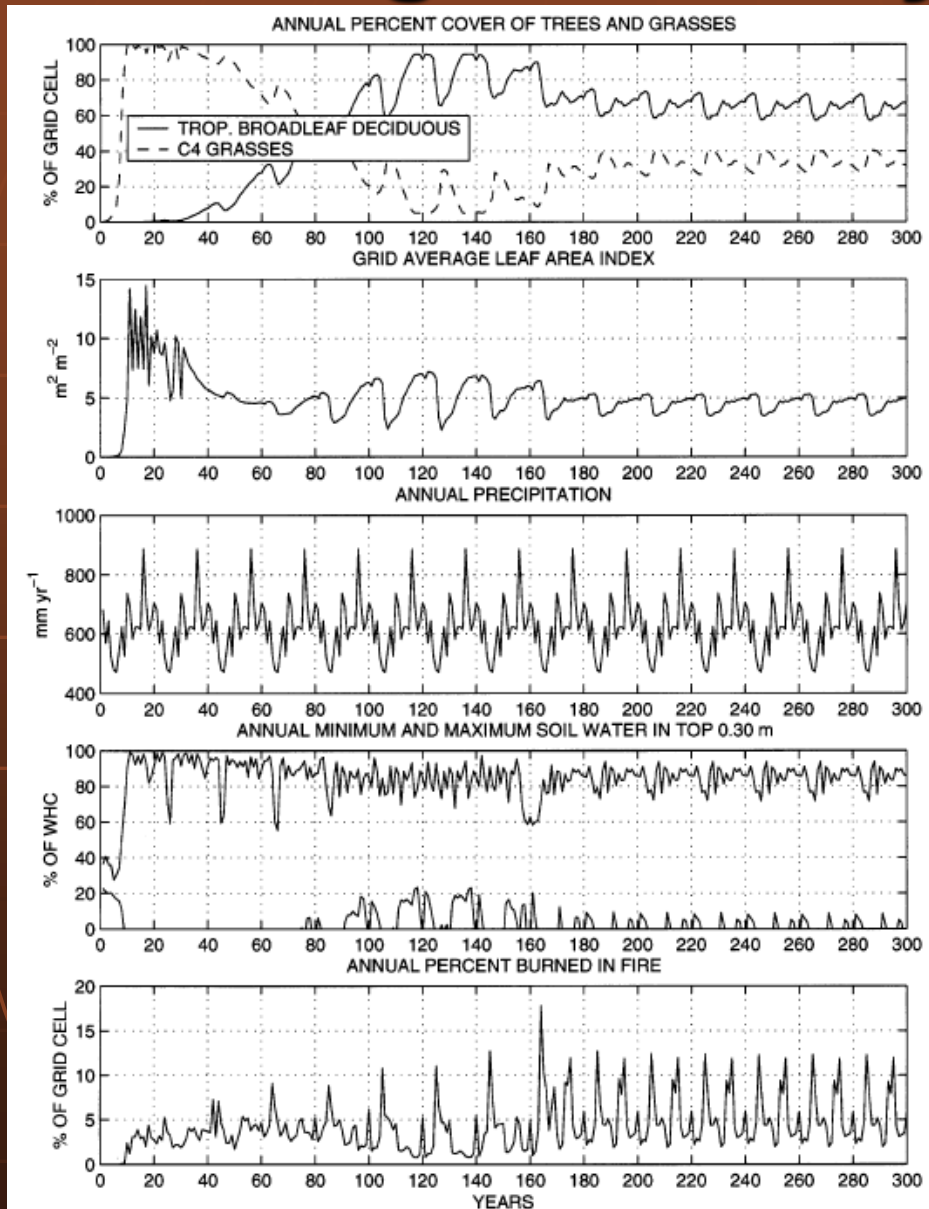 ANNUAL PERCENT COVER OF TREES AND GRASSES
% OF GRID CELL
100
80
60
40
20
0
TROP. BROADLEAF DECIDUOUS
C4 GRASSES
0 20 40 60 80 100 120 140 160 180 200 220 240 260 280 300
GRID AVERAGE LEAF AREA INDEX
m² m⁻²
15
10
5
0
0 20 40 60 80 100 120 140 160 180 200 220 240 260 280 300
ANNUAL PRECIPITATION
mm yr⁻¹
1000
800
600
400
0 20 40 60 80 100 120 140 160 180 200 220 240 260 280 300
ANNUAL MINIMUM AND MAXIMUM SOIL WATER IN TOP 0.30 m
% OF WHC
100
80
60
40
20
0
0 20 40 60 80 100 120 140 160 180 200 220 240 260 280 300
ANNUAL PERCENT BURNED IN FIRE
% OF GRID CELL
20
15
10
5
0
0 20 40 60 80 100 120 140 160 180 200 220 240 260 280 300
YEARS